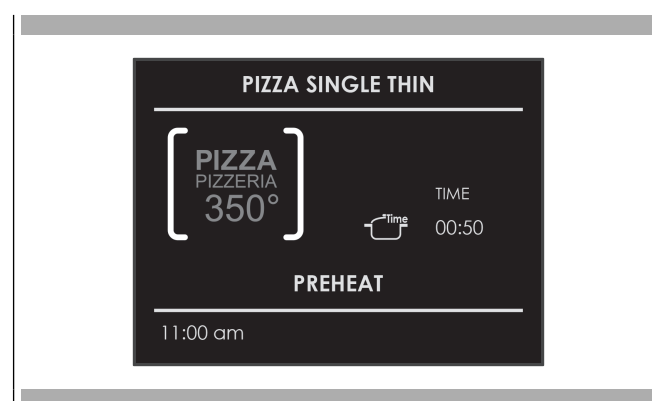 PIZZA SINGLE THIN
PIZZA
PIZZERIA
350°
TIME
Time
00:50
PREHEAT
11:00 am